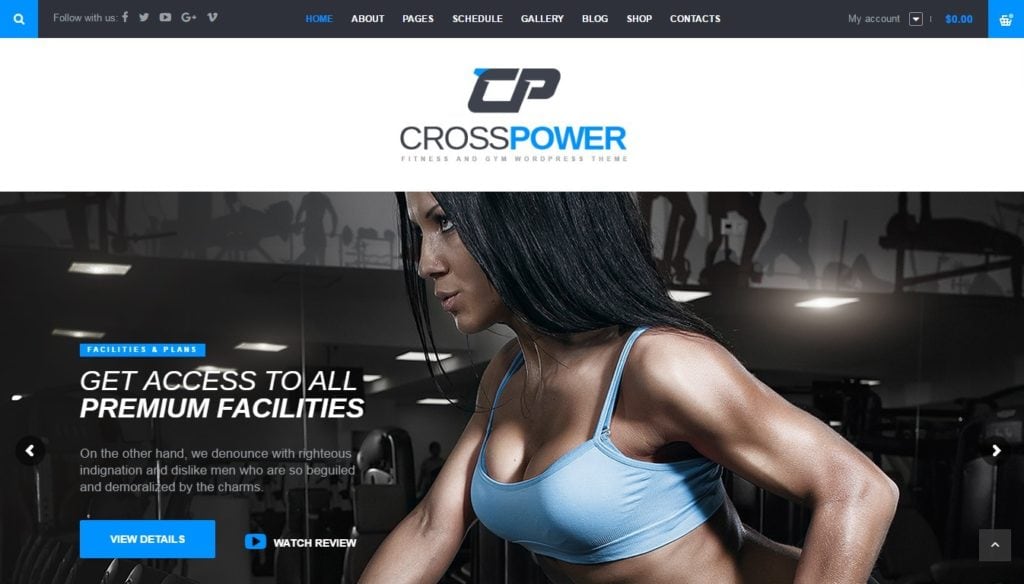 Follow with us:
HOME ABOUT PAGES SCHEDULE GALLERY BLOG SHOP CONTACTS
My account $0.00
CP
CROSSPOWER
FITNESS AND GYM WORDPRESS THEME
FACILITIES & PLANS
GET ACCESS TO ALL
PREMIUM FACILITIES
On the other hand, we denounce with righteous
indignation and dislike men who are so beguiled
and demoralized by the charms.
VIEW DETAILS
WATCH REVIEW